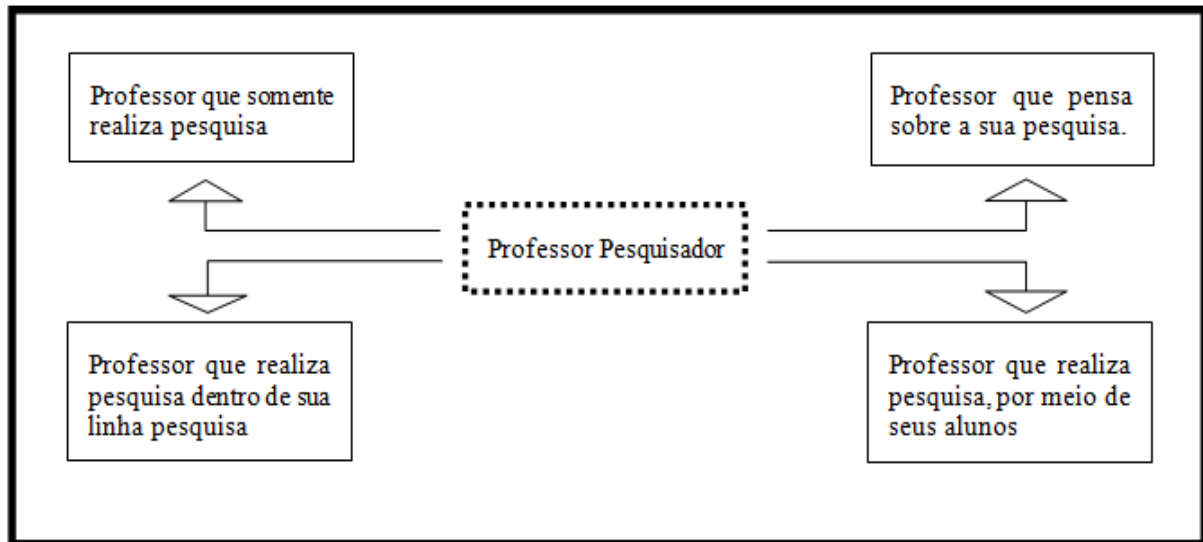 Professor que somente
realiza pesquisa
Professor que pensa
sobre a sua pesquisa.
Professor Pesquisador
Professor que realiza
pesquisa dentro de sua
linha pesquisa
Professor que realiza
pesquisa, por meio de
seus alunos